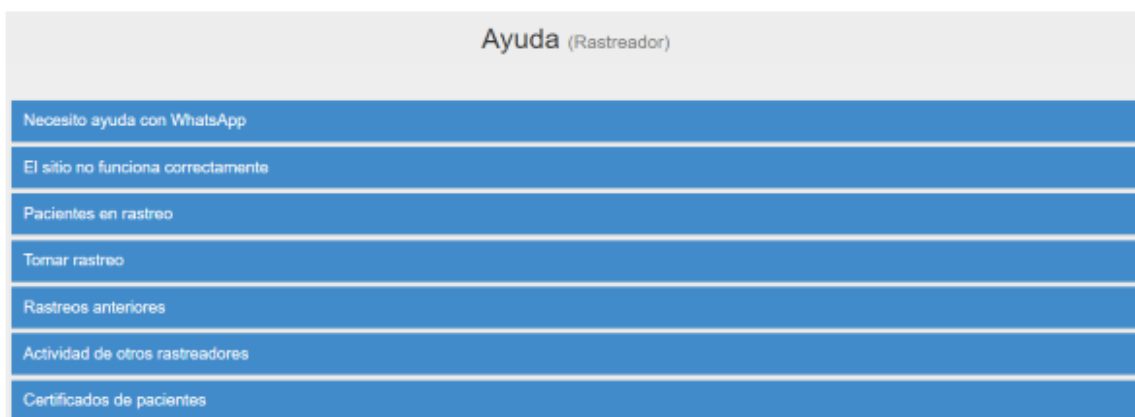 Ayuda (Rastreador)
Necesito ayuda con WhatsApp
El sitio no funciona correctamente
Pacientes en rastreo
Tomar rastreo
Rastreos anteriores
Actividad de otros rastreadores
Certificados de pacientes